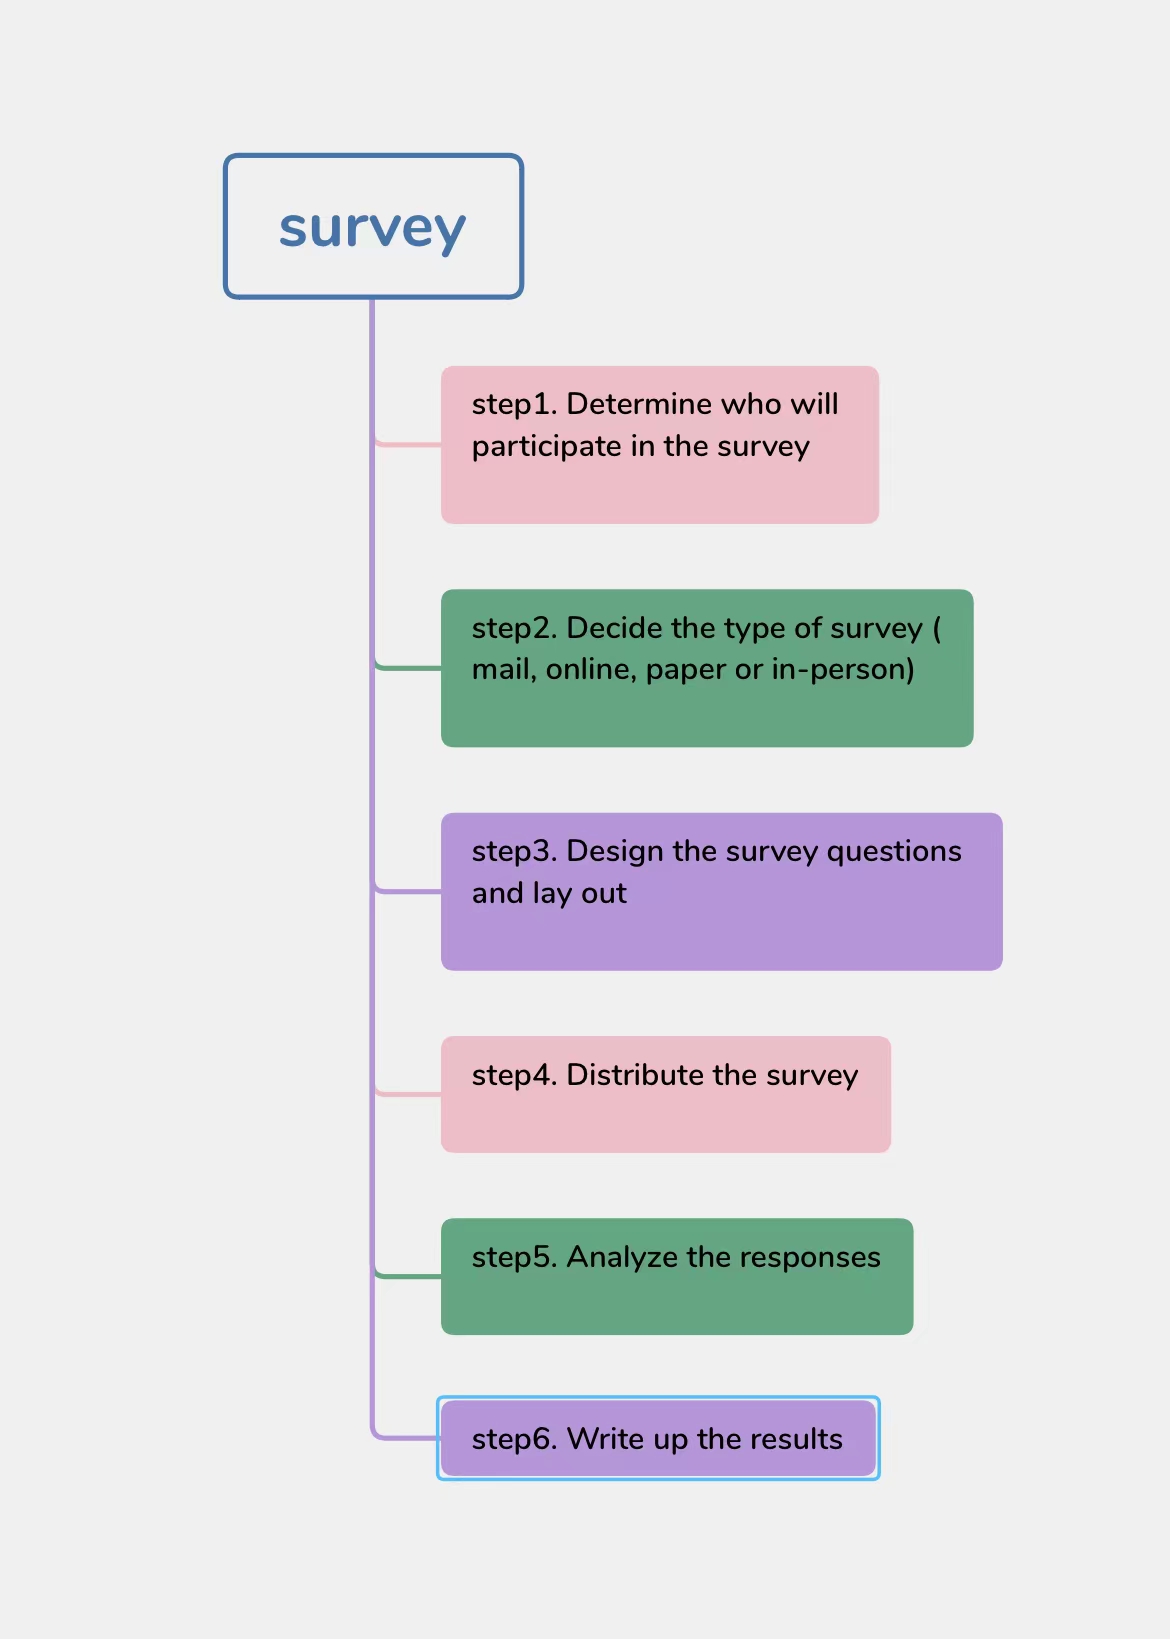 survey
step1. Determine who will
participate in the survey
step2. Decide the type of survey (
mail, online, paper or in-person)
step3. Design the survey questions
and lay out
step4. Distribute the survey
step5. Analyze the responses
step6. Write up the results